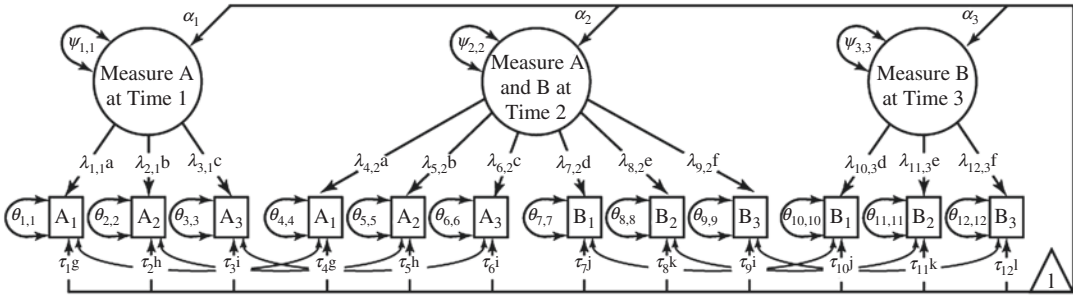 α1 α2 α3
ψ1,1 ψ2,2 ψ3,3
Measure A
at Time 1
Measure A
and B at
Time 2
Measure B
at Time 3
λ1,1a λ2,1b λ3,1c λ4,2a λ5,2b λ6,2c λ7,2d λ8,2e λ9,2f λ10,3d λ11,3e λ12,3f
θ1,1 A1 θ2,2 A2 θ3,3 A3 θ4,4 A1 θ5,5 A2 θ6,6 A3 θ7,7 B1 θ8,8 B2 θ9,9 B3 θ10,10 B1 θ11,11 B2 θ12,12 B3
τ1g τ2h τ3i τ4g τ5h τ6i τ7j τ8k τ9i τ10j τ11k τ12l
1